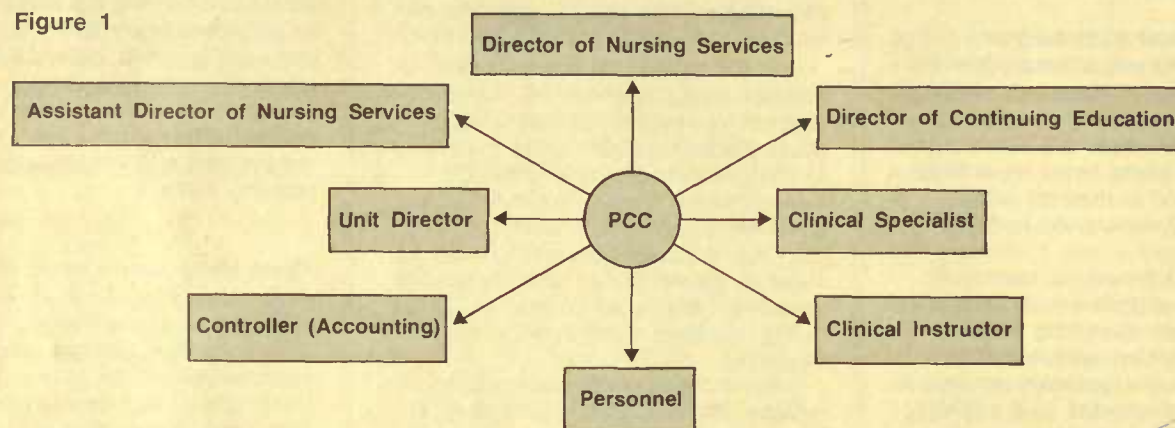 Figure 1
Director of Nursing Services
Assistant Director of Nursing Services
Director of Continuing Education
Unit Director
PCC
Clinical Specialist
Controller (Accounting)
Clinical Instructor
Personnel